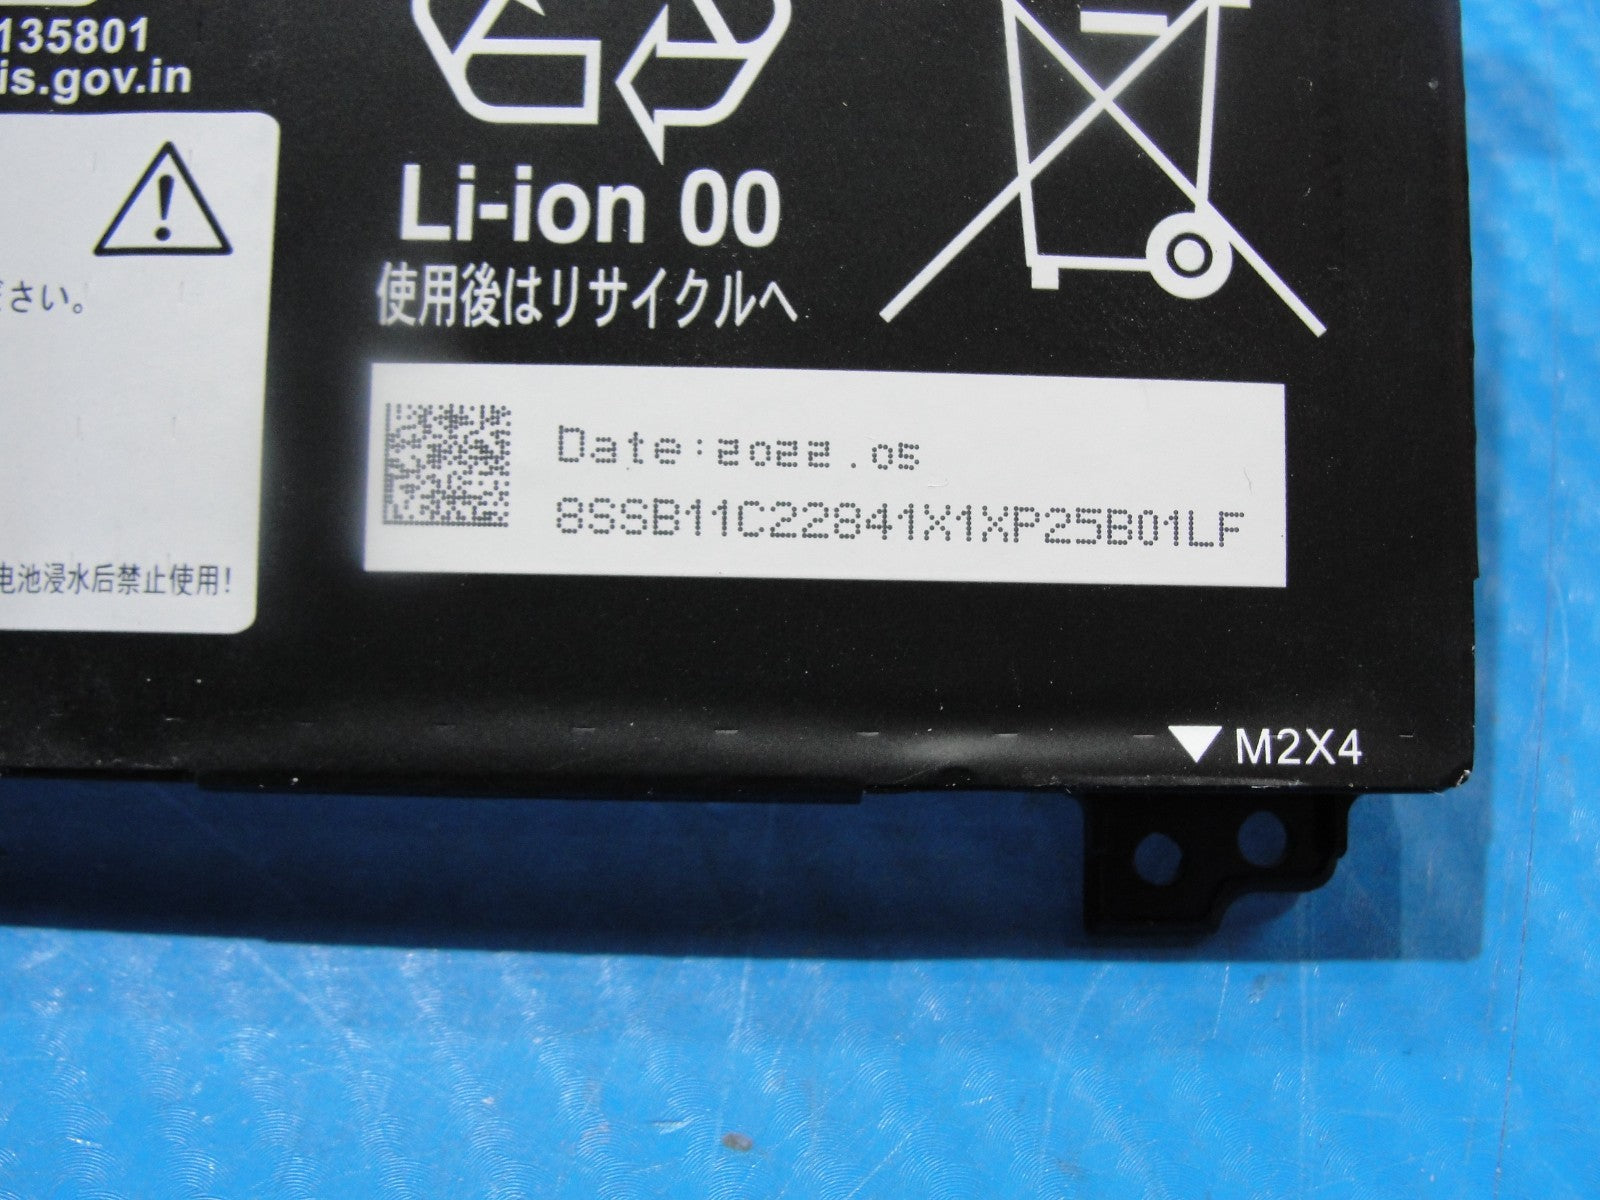 135801
is.gov.in
Li-ion 00
使用後はリサイクルへ
ださい。
Date:2022.05
8SSB11C22841X1XP25B01LF
电池浸水后禁止使用!
M2X4